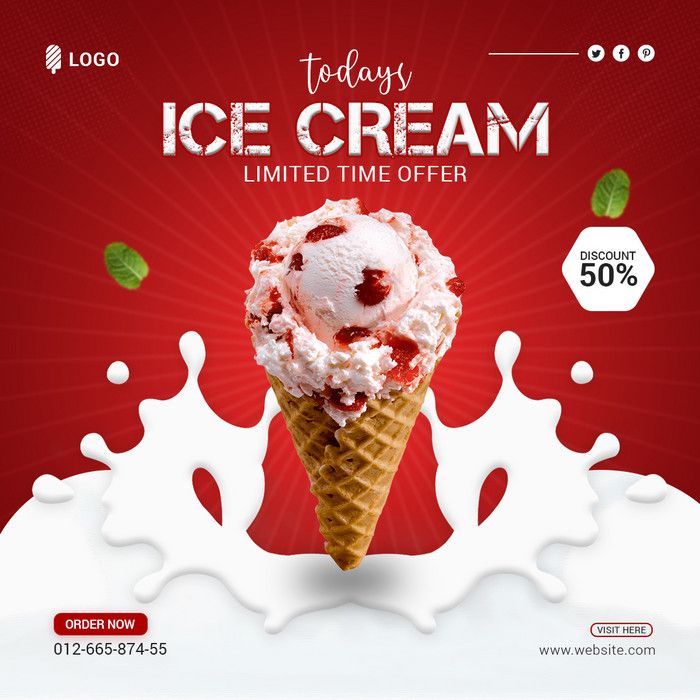 LOGO
todays
ICE CREAM
LIMITED TIME OFFER
DISCOUNT
50%
ORDER NOW
012-665-874-55
VISIT HERE
www.website.com